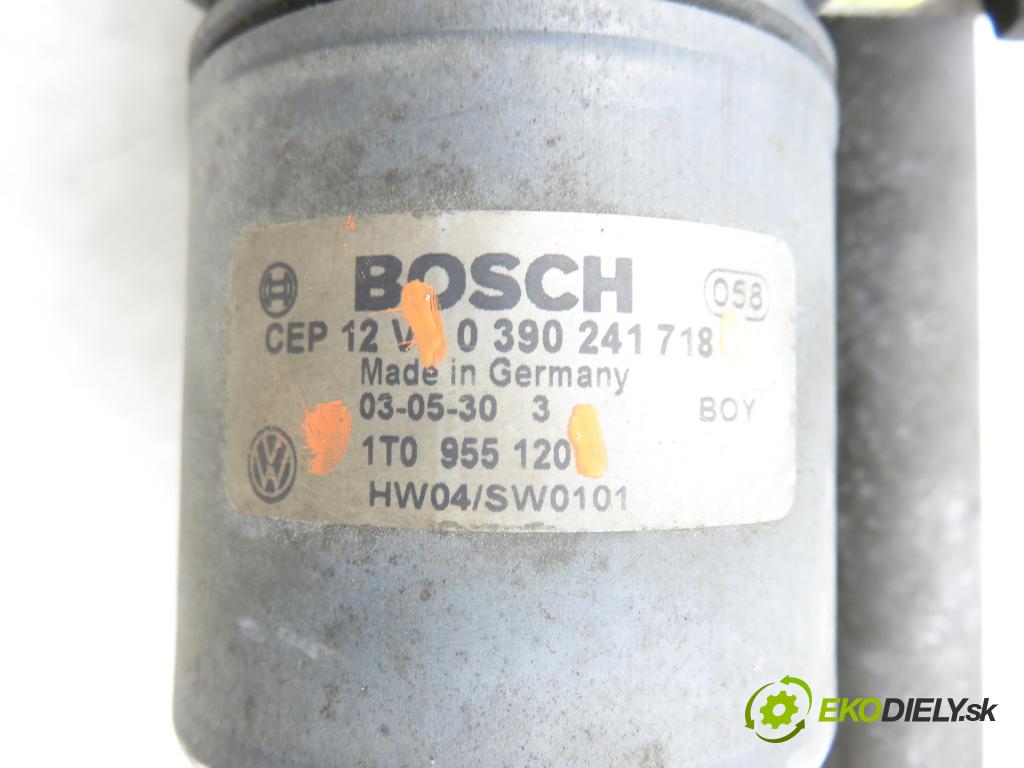 BOSCH
058
CEP 12 V 0 390 241 718
Made in Germany
03-05-30 3 BOY
1T0 955 120
HW04/SW0101
EKODIELY.sk